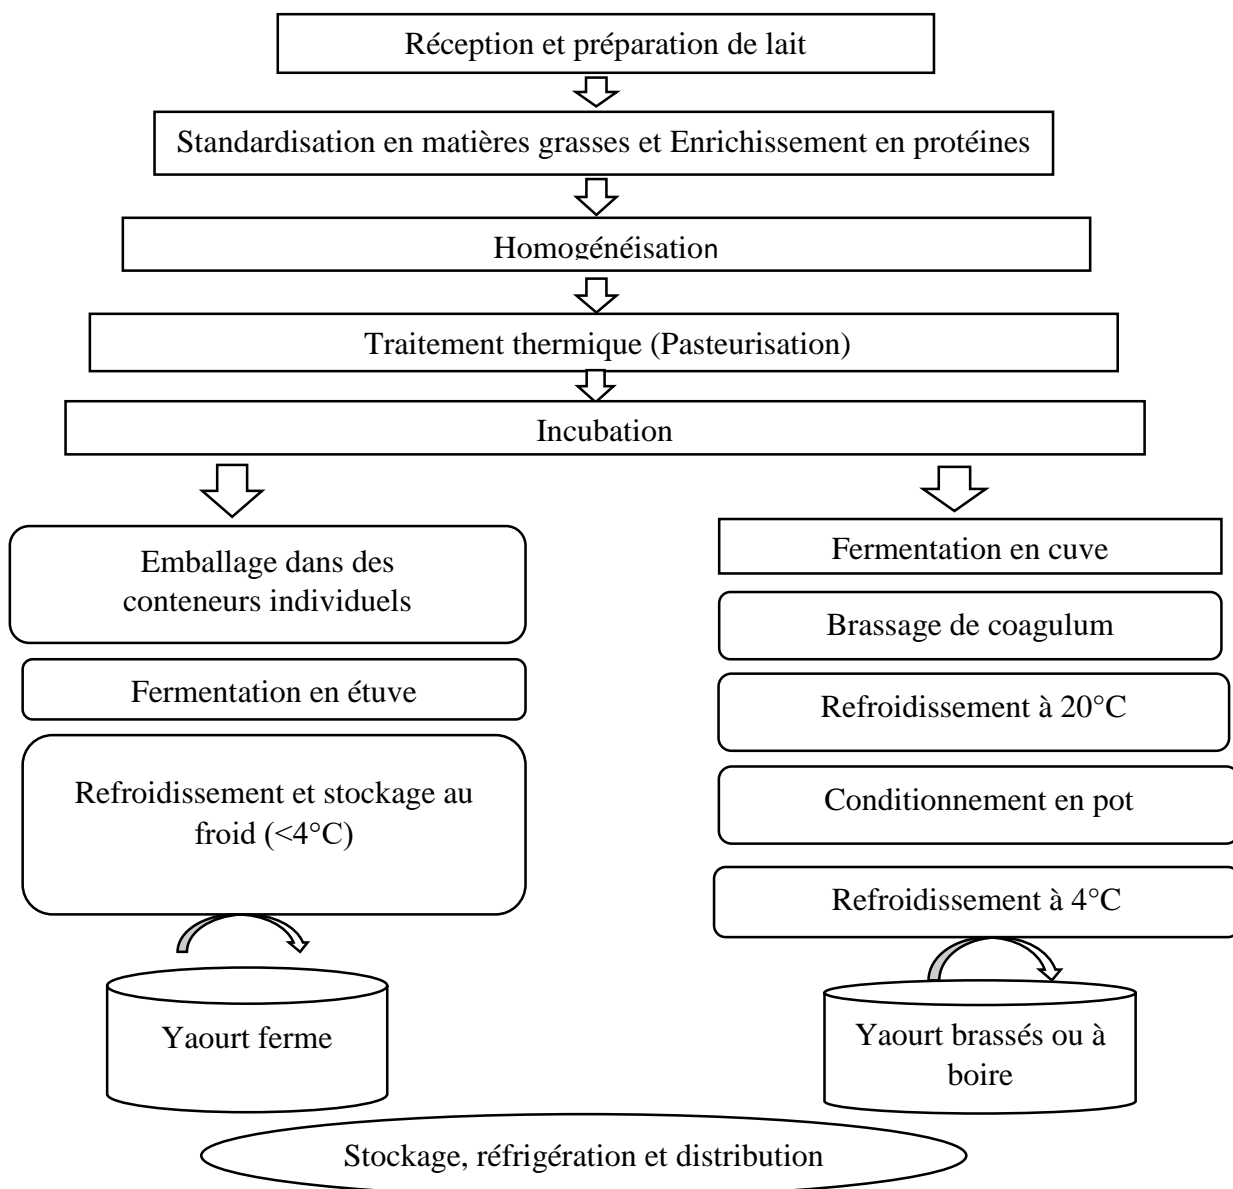 Réception et préparation de lait
Standardisation en matières grasses et Enrichissement en protéines
Homogénéisation
Traitement thermique (Pasteurisation)
Incubation
Emballage dans des
conteneurs individuels
Fermentation en étuve
Refroidissement et stockage au
froid (<4°C)
Yaourt ferme
Fermentation en cuve
Brassage de coagulum
Refroidissement à 20°C
Conditionnement en pot
Refroidissement à 4°C
Yaourt brassés ou à
boire
Stockage, réfrigération et distribution